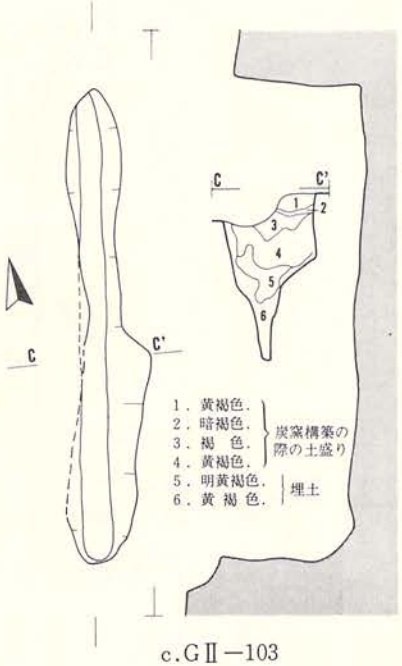 C C'
1
2
3
4
5
6
C C'
1．黄褐色．
2．暗褐色．
3．褐　色．
4．黄褐色．
炭窯構築の
際の土盛り
5．明黄褐色．
6．黄 褐 色．
埋土
c.GⅡ—103